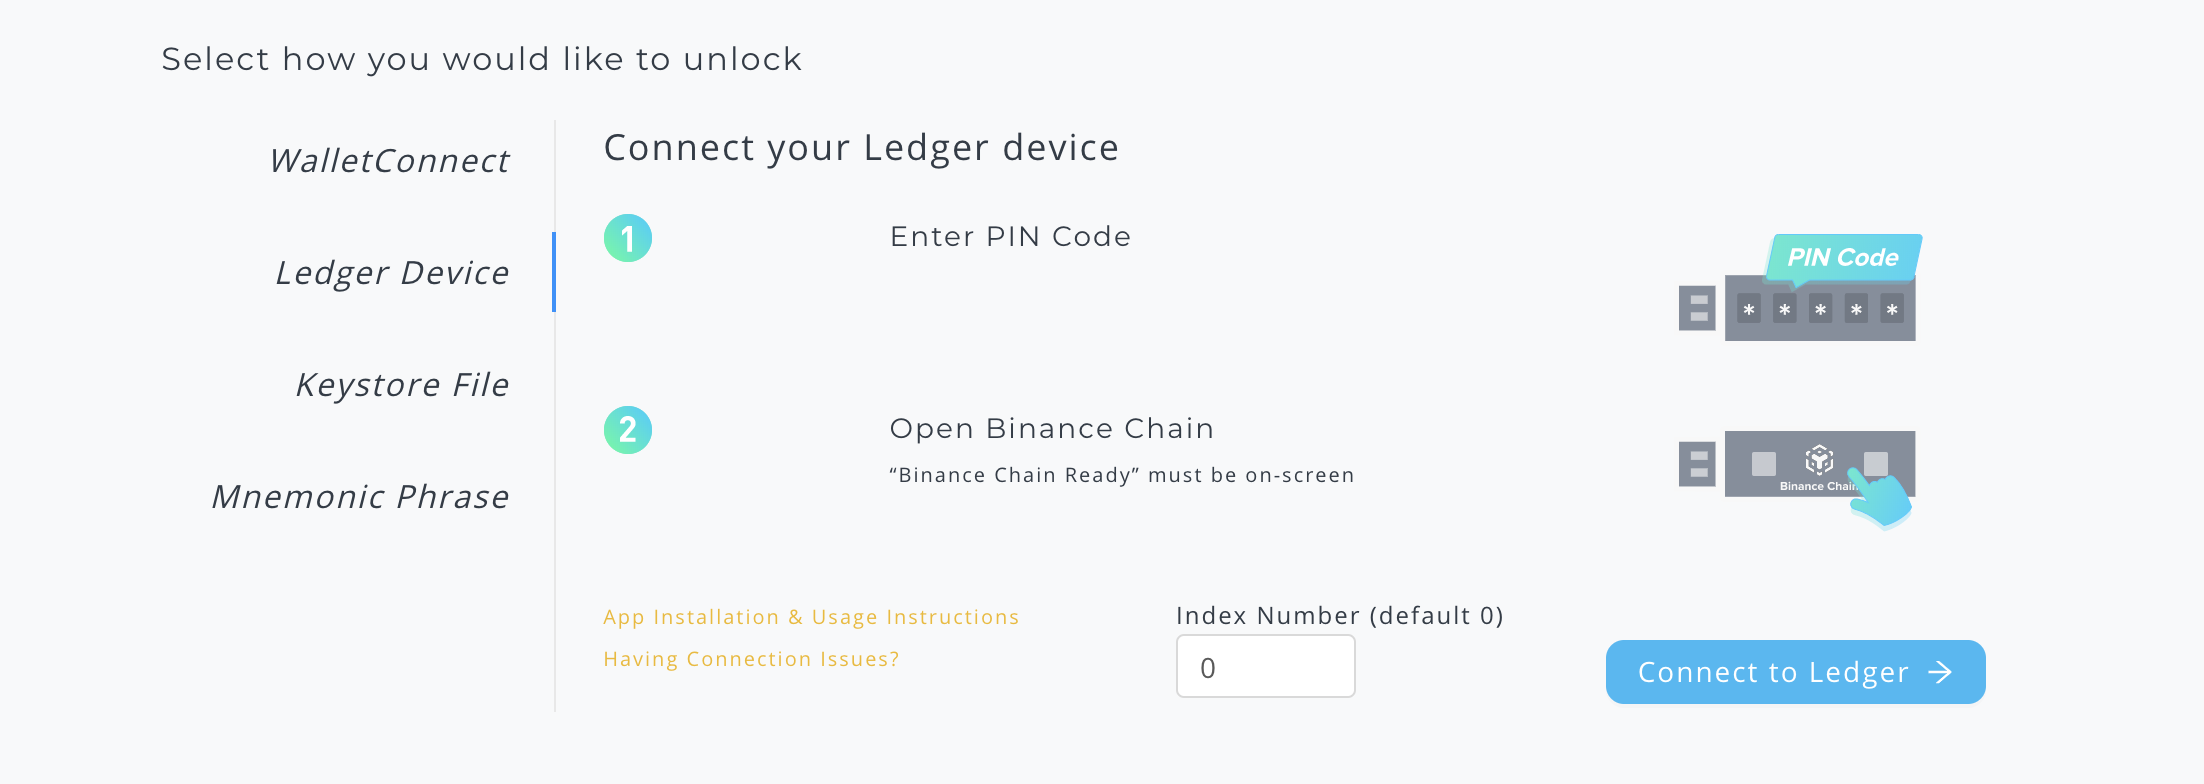 Select how you would like to unlock
WalletConnect
Ledger Device
Keystore File
Mnemonic Phrase
Connect your Ledger device
1
Enter PIN Code
PIN Code
* * * * *
2
Open Binance Chain
“Binance Chain Ready” must be on-screen
Binance Chain
App Installation & Usage Instructions
Having Connection Issues?
Index Number (default 0)
0
Connect to Ledger →